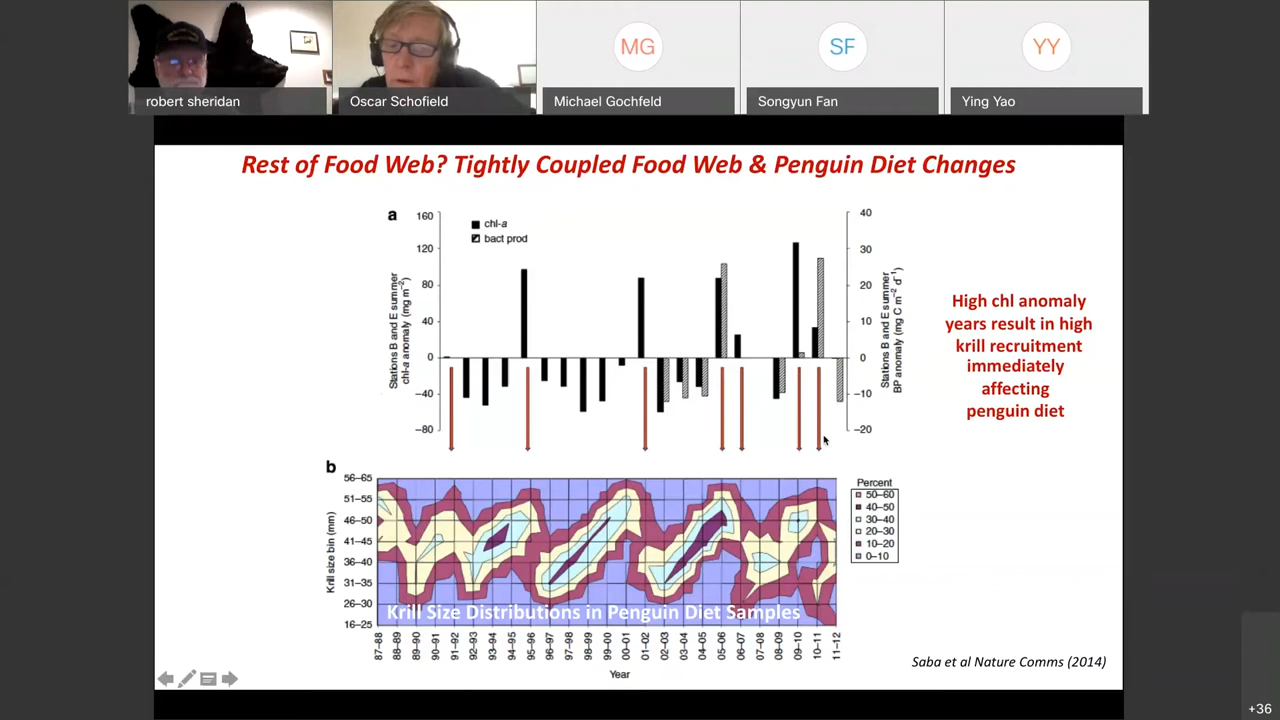 robert sheridan
Oscar Schofield
MG
Michael Gochfeld
SF
Songyun Fan
YY
Ying Yao
Rest of Food Web? Tightly Coupled Food Web & Penguin Diet Changes
a
chl-a
bact prod
160
120
80
40
0
−40
−80
Stations B and E summer
chl-a anomaly (mg m−2)
40
30
20
10
0
−10
−20
Stations B and E summer
BP anomaly (mg C m−2 d−1)
High chl anomaly
years result in high
krill recruitment
immediately
affecting
penguin diet
b
56–65
51–55
46–50
41–45
36–40
31–35
26–30
16–25
Krill size bin (mm)
Krill Size Distributions in Penguin Diet Samples
Percent
50–60
40–50
30–40
20–30
10–20
0–10
87–88
88–89
89–90
90–91
91–92
92–93
93–94
94–95
95–96
96–97
97–98
98–99
99–00
00–01
01–02
02–03
03–04
04–05
05–06
06–07
07–08
08–09
09–10
10–11
11–12
Year
Saba et al Nature Comms (2014)
+36